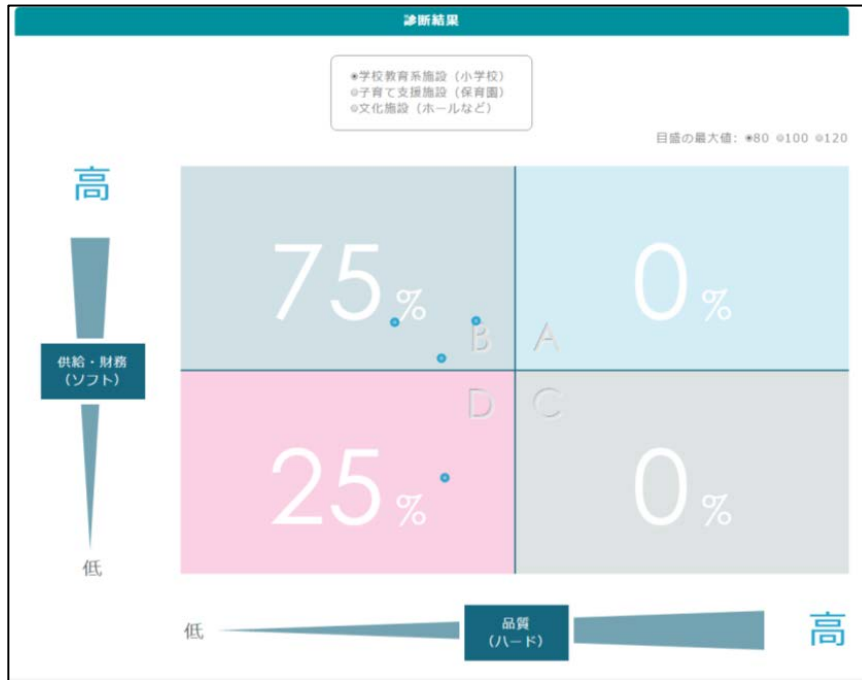 診断結果
◉学校教育系施設（小学校）
◎子育て支援施設（保育園）
◎文化施設（ホールなど）
目盛の最大値: ◉80 ◎100 ◎120
高
75%
0%
B
A
供給・財務
（ソフト）
D
C
25%
0%
低
低
品質
（ハード）
高